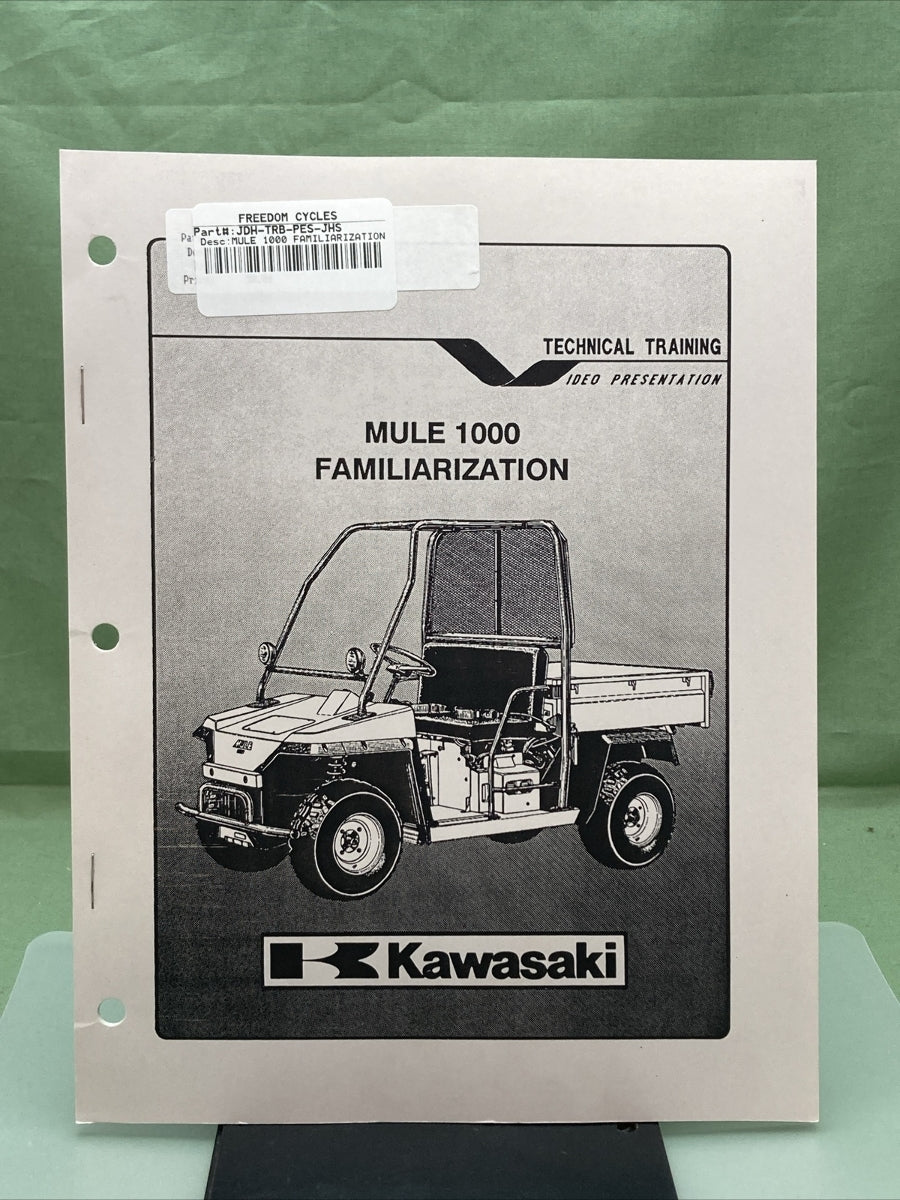 FREEDOM CYCLES
Part#:JDH-TRB-PES-JHS
Desc:MULE 1000 FAMILIARIZATION
TECHNICAL TRAINING
IDEO PRESENTATION
MULE 1000
FAMILIARIZATION
Kawasaki